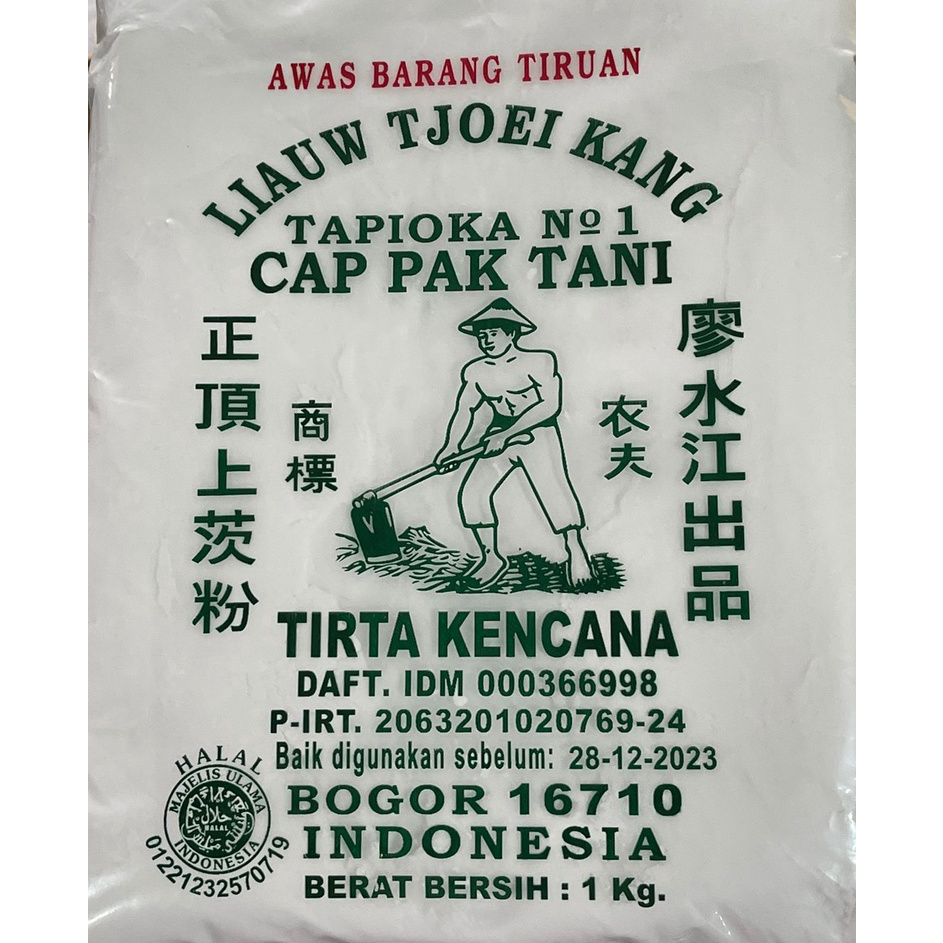 AWAS BARANG TIRUAN
LIAUW TJOEI KANG
TAPIOKA Nº 1
CAP PAK TANI
正頂上茨粉
商標
农夫
廖水江出品
TIRTA KENCANA
DAFT. IDM 000366998
P-IRT. 2063201020769-24
Baik digunakan sebelum: 28-12-2023
HALAL
MAJELIS ULAMA
حلال
HALAL
INDONESIA
01221232570719
BOGOR 16710
INDONESIA
BERAT BERSIH : 1 Kg.